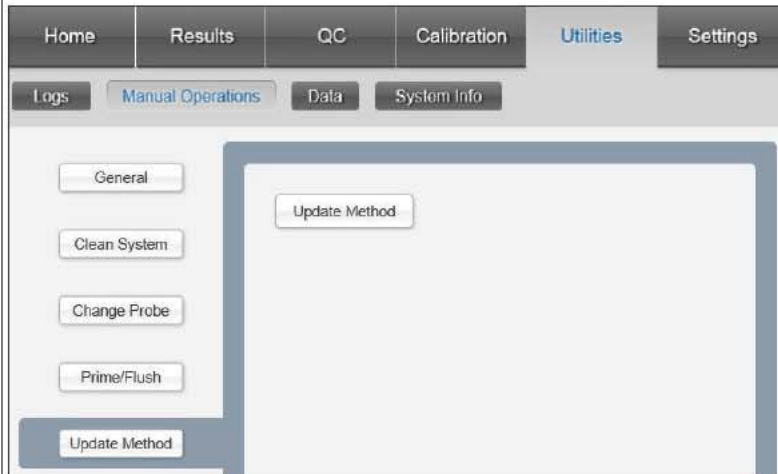 Home Results QC Calibration Utilities Settings
Logs Manual Operations Data System Info
General
Update Method
Clean System
Change Probe
Prime/Flush
Update Method